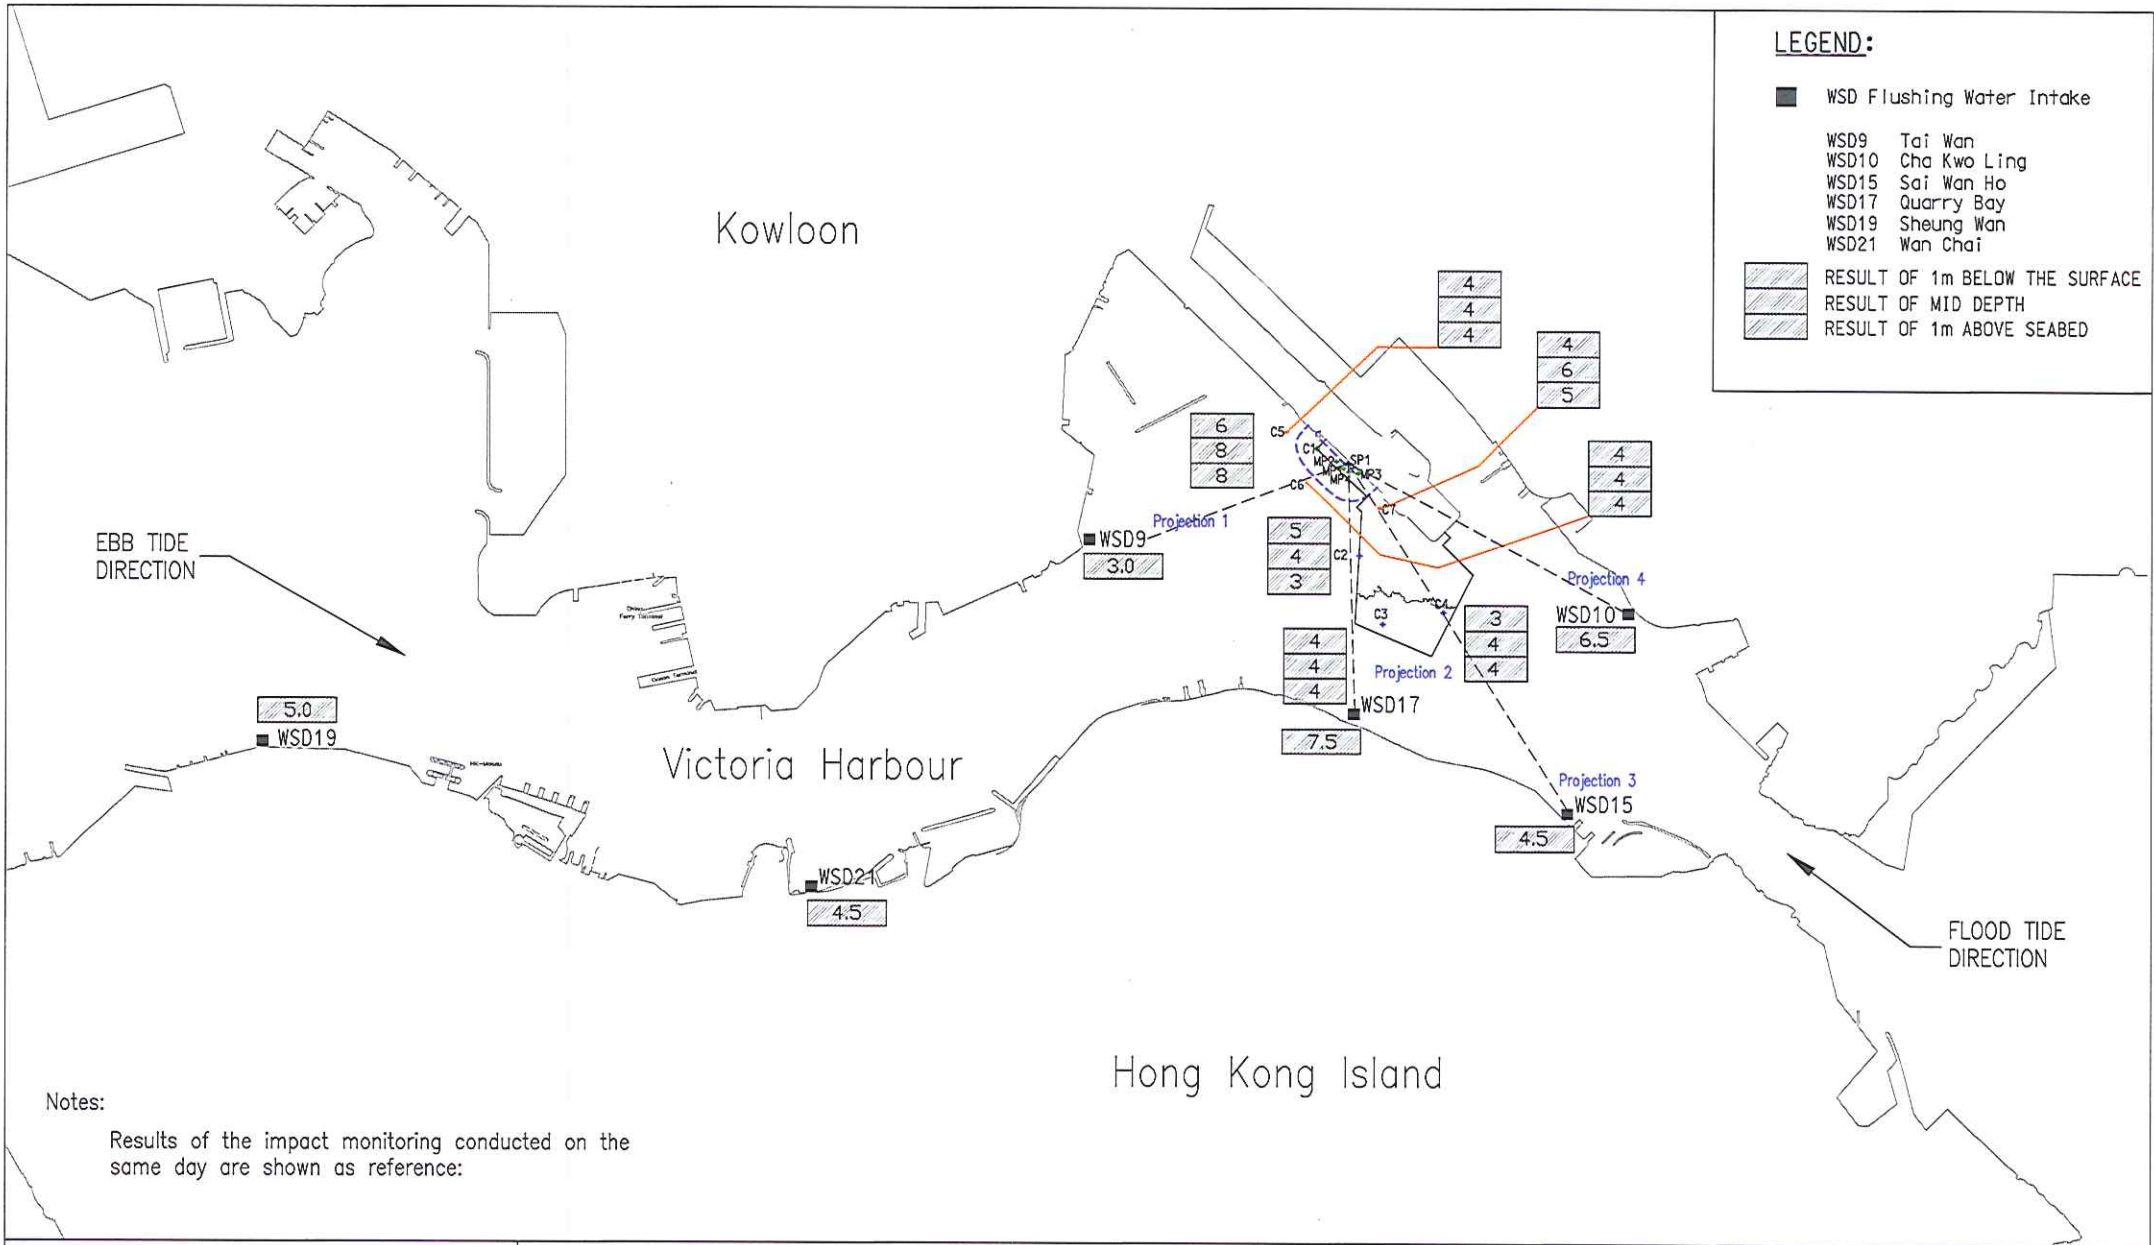 LEGEND:
WSD Flushing Water Intake
WSD9 Tai Wan
WSD10 Cha Kwo Ling
WSD15 Sai Wan Ho
WSD17 Quarry Bay
WSD19 Sheung Wan
WSD21 Wan Chai
RESULT OF 1m BELOW THE SURFACE
RESULT OF MID DEPTH
RESULT OF 1m ABOVE SEABED
Kowloon
4
4
4
4
6
5
6
8
8
4
4
4
C5
C1
MP2
SP1
MP3
C6
C7
Projection 1
WSD9
3.0
5
4
3
C2
EBB TIDE
DIRECTION
Projection 4
WSD10
6.5
C3
C4
3
4
4
4
4
4
Projection 2
Ferry Terminal
Ocean Terminal
WSD17
7.5
5.0
WSD19
Victoria Harbour
Projection 3
WSD15
4.5
WSD21
4.5
FLOOD TIDE
DIRECTION
Hong Kong Island
Notes:
Results of the impact monitoring conducted on the
same day are shown as reference: